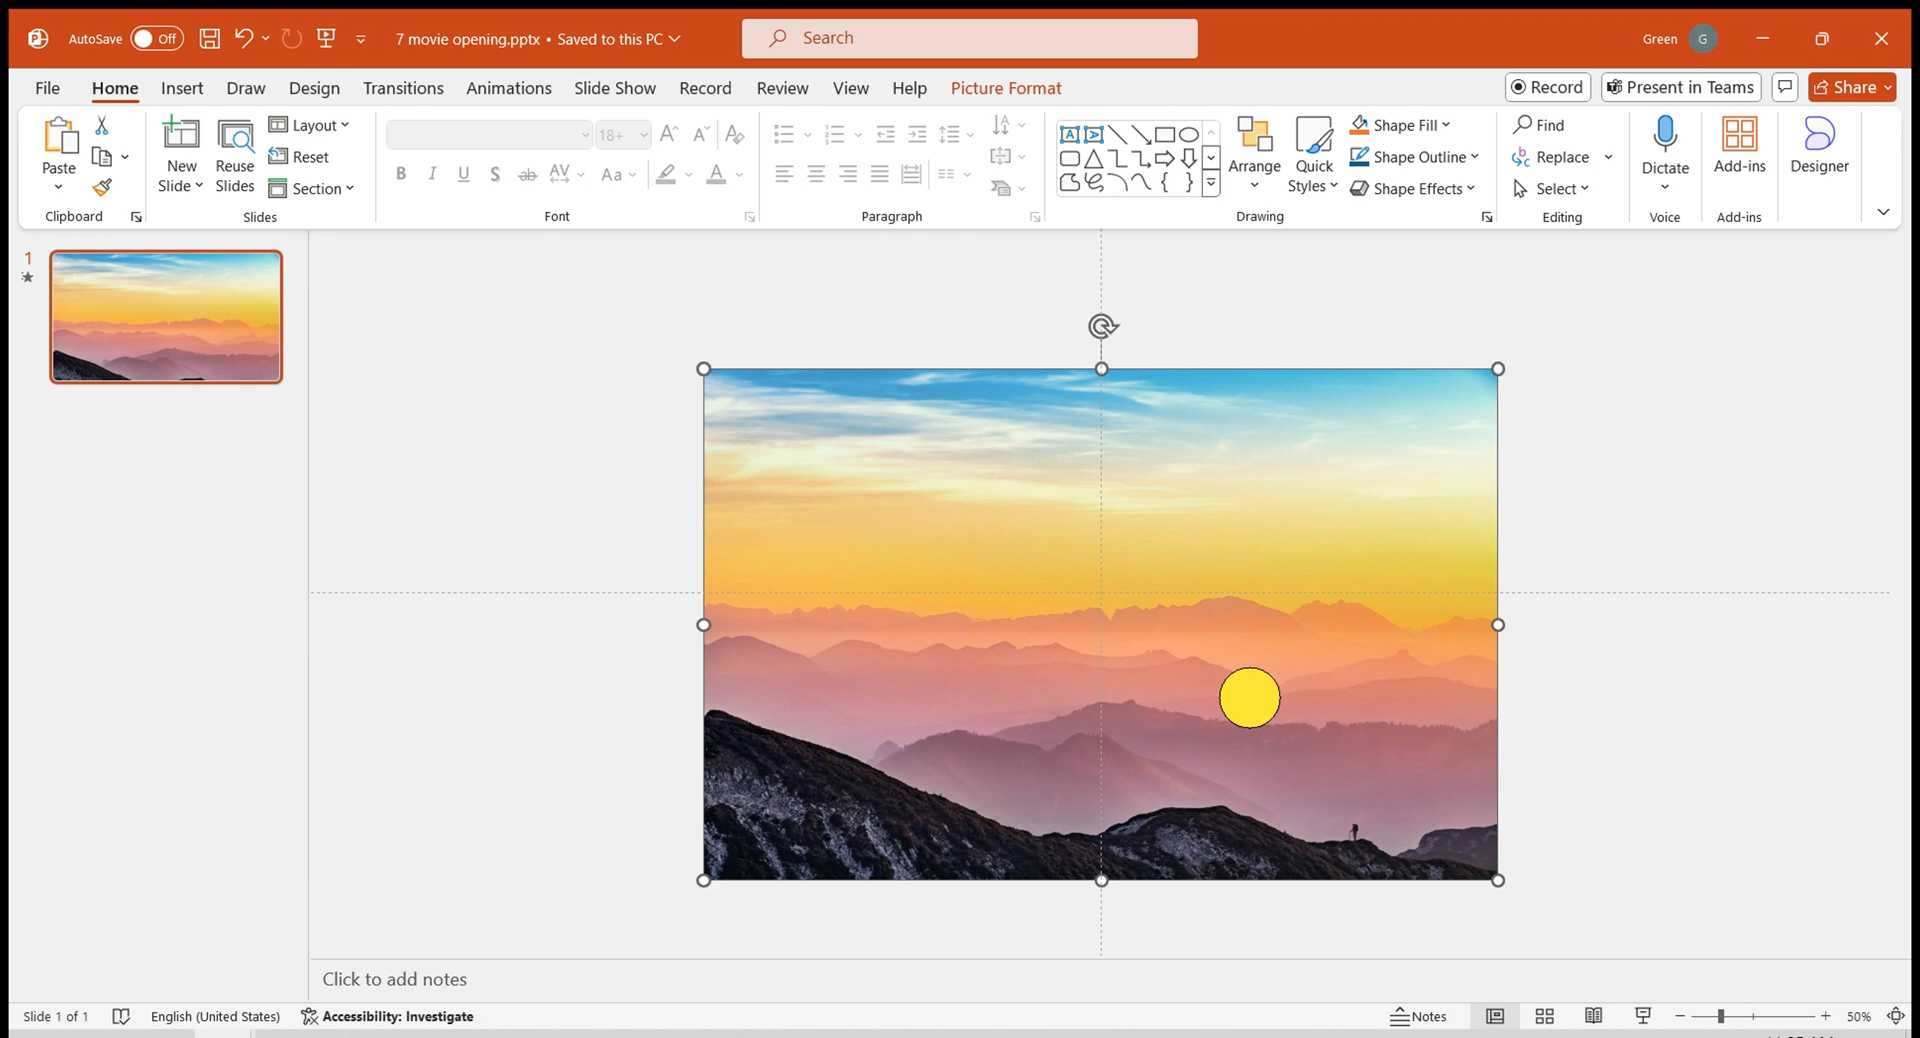 AutoSave Off 7 movie opening.pptx • Saved to this PC Search Green G
File Home Insert Draw Design Transitions Animations Slide Show Record Review View Help Picture Format Record Present in Teams Share
Paste
New Slide
Reuse Slides
Layout
Reset
Section
18+
B I U S ab AV Aa A
Arrange
Quick Styles
Shape Fill
Shape Outline
Shape Effects
Find
Replace
Select
Dictate
Add-ins
Designer
Clipboard Slides Font Paragraph Drawing Editing Voice Add-ins
1
Click to add notes
Slide 1 of 1 English (United States) Accessibility: Investigate Notes 50%